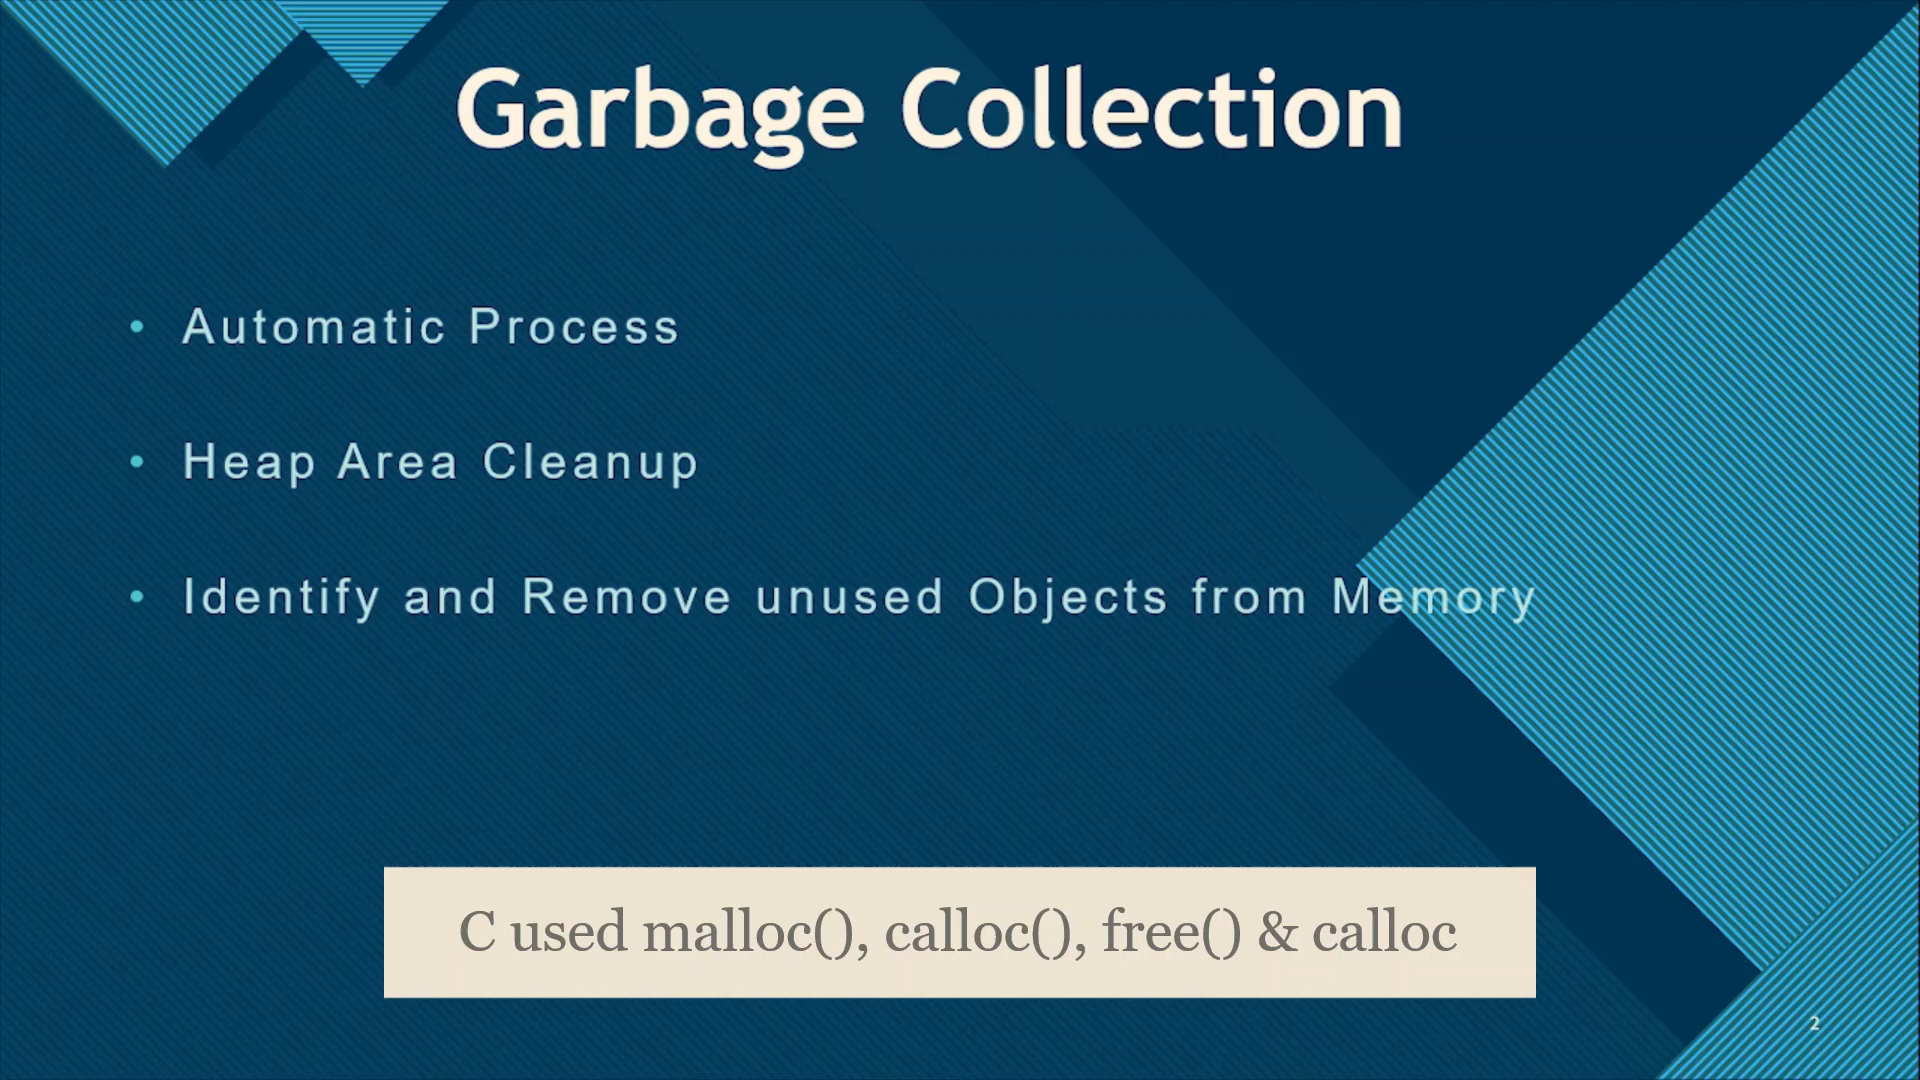 Garbage Collection
• Automatic Process
• Heap Area Cleanup
• Identify and Remove unused Objects from Memory
C used malloc(), calloc(), free() & calloc
2